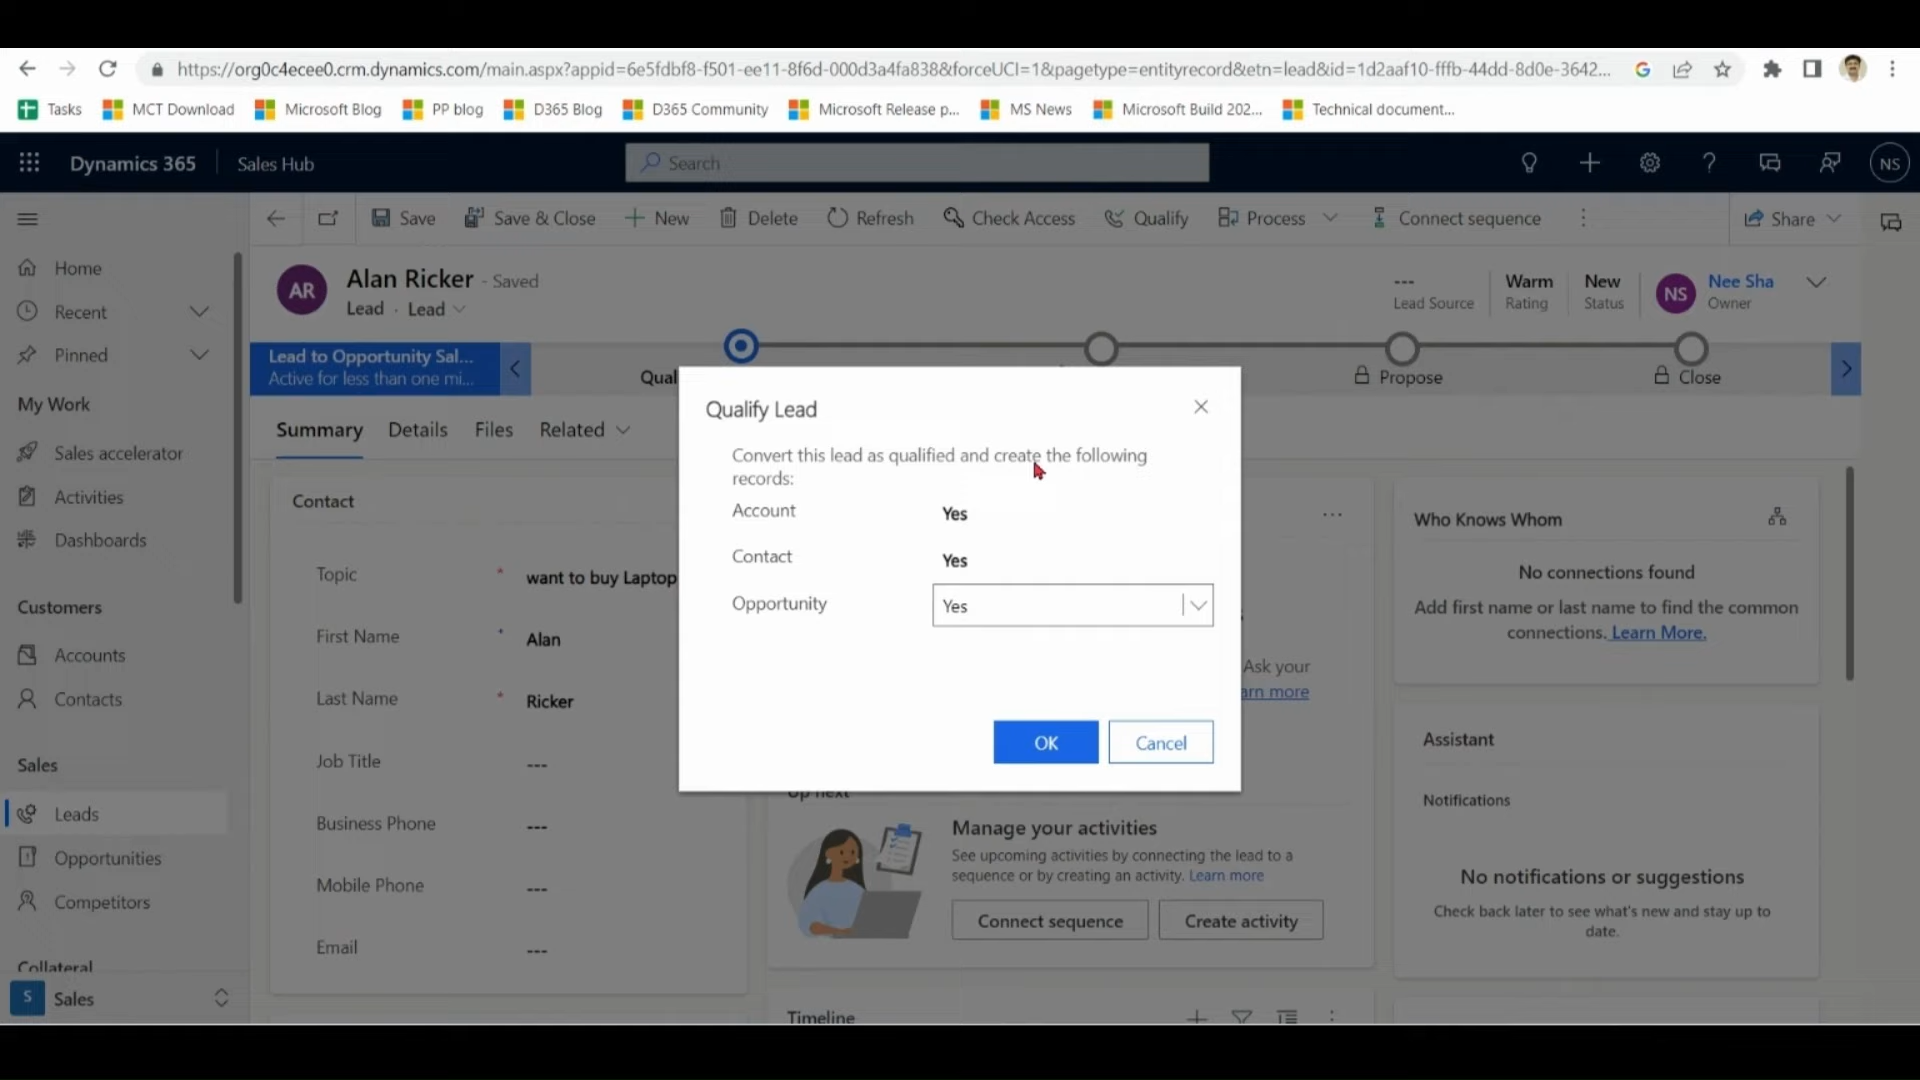 https://org0c4ecee0.crm.dynamics.com/main.aspx?appid=6e5fdbf8-f501-ee11-8f6d-000d3a4fa838&forceUCI=1&pagetype=entityrecord&etn=lead&id=1d2aaf10-fffb-44dd-8d0e-3642...
Tasks MCT Download Microsoft Blog PP blog D365 Blog D365 Community Microsoft Release p... MS News Microsoft Build 202... Technical document...
Dynamics 365 Sales Hub Search NS
Save Save & Close New Delete Refresh Check Access Qualify Process Connect sequence Share
Home
Recent
Pinned
My Work
Sales accelerator
Activities
Dashboards
Customers
Accounts
Contacts
Sales
Leads
Opportunities
Competitors
Collateral
S Sales
AR Alan Ricker - Saved
Lead · Lead
--- Lead Source
Warm Rating
New Status
NS Nee Sha Owner
Lead to Opportunity Sal...
Active for less than one mi...
Qual
Propose
Close
Summary Details Files Related
Contact
Topic * want to buy Laptop
First Name * Alan
Last Name * Ricker
Job Title ---
Business Phone ---
Mobile Phone ---
Email ---
Qualify Lead
Convert this lead as qualified and create the following
records:
Account Yes
Contact Yes
Opportunity Yes
OK Cancel
Ask your
arn more
Up next
Manage your activities
See upcoming activities by connecting the lead to a
sequence or by creating an activity. Learn more
Connect sequence Create activity
Timeline
Who Knows Whom
No connections found
Add first name or last name to find the common
connections. Learn More.
Assistant
Notifications
No notifications or suggestions
Check back later to see what's new and stay up to
date.